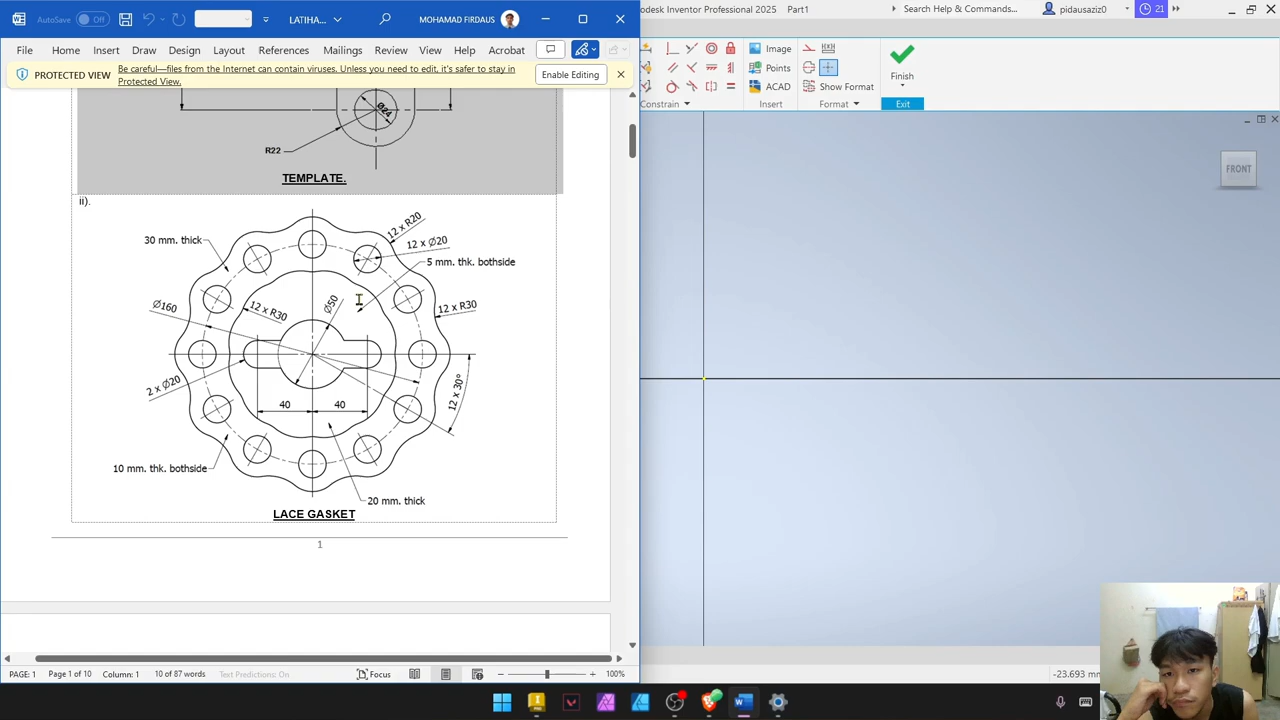 AutoSave Off LATIHA... MOHAMAD FIRDAUS
odesk Inventor Professional 2025 Part1 Search Help & Commands... pidausaziz0 21
File Home Insert Draw Design Layout References Mailings Review View Help Acrobat
PROTECTED VIEW Be careful—files from the Internet can contain viruses. Unless you need to edit, it's safer to stay in Protected View. Enable Editing
Image
Points
ACAD
Show Format
Finish
Constrain Insert Format Exit
FRONT
Ø24
R22
TEMPLATE.
ii).
30 mm. thick
12 x R20
12 x Ø20
5 mm. thk. bothside
Ø160
12 x R30
Ø50
12 x R30
2 x Ø20
40 40
12 x 30°
10 mm. thk. bothside
20 mm. thick
LACE GASKET
1
PAGE: 1 Page 1 of 10 Column: 1 10 of 87 words Text Predictions: On Focus 100%
-23.693 mm